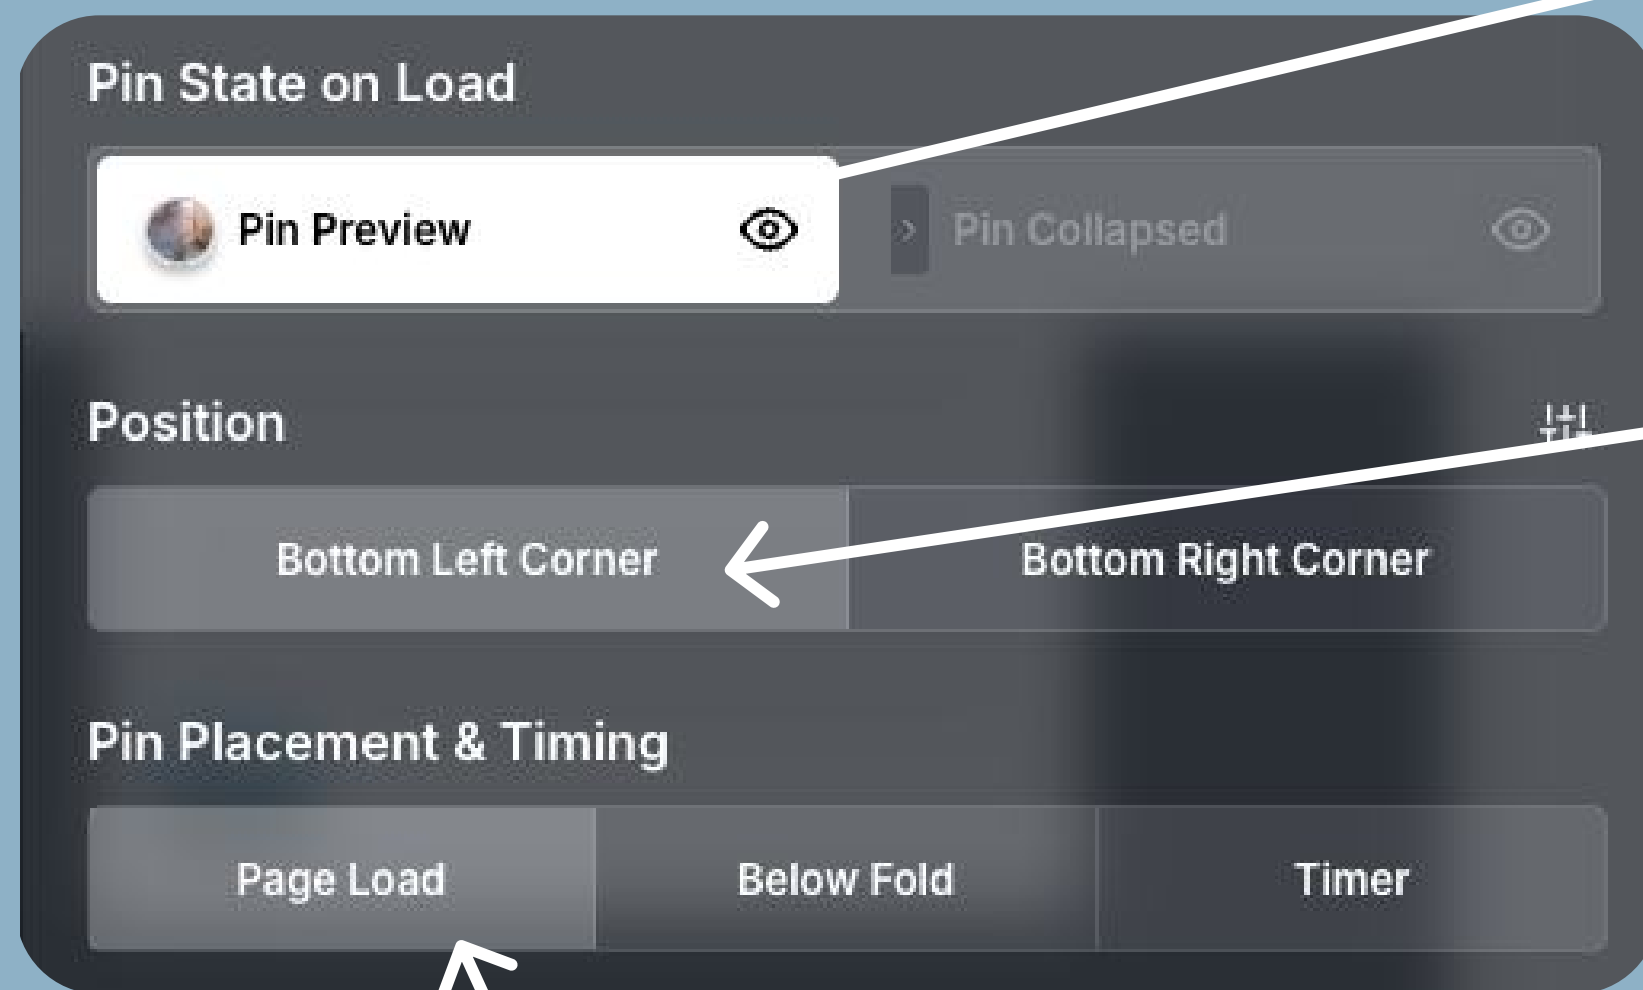 Pin State on Load
Pin Preview
Pin Collapsed
Position
Bottom Left Corner
Bottom Right Corner
Pin Placement & Timing
Page Load
Below Fold
Timer